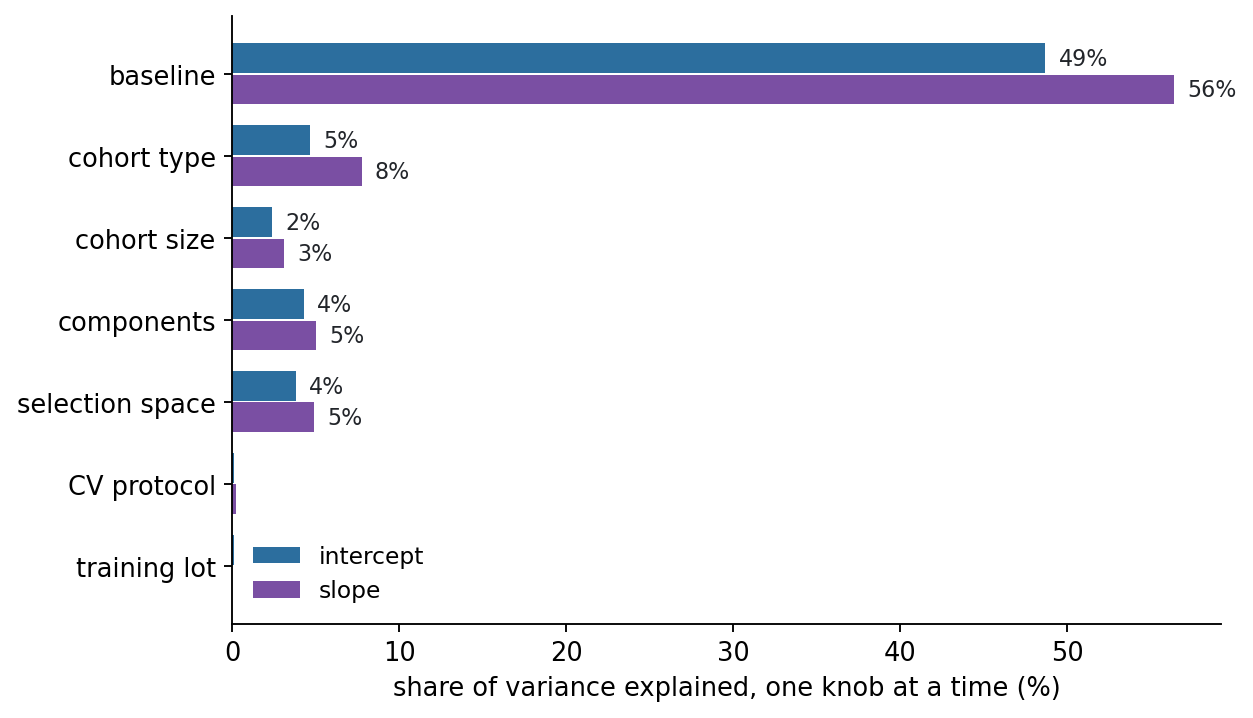 baseline
49%
56%
cohort type
5%
8%
cohort size
2%
3%
components
4%
5%
selection space
4%
5%
CV protocol
training lot
intercept
slope
0 10 20 30 40 50
share of variance explained, one knob at a time (%)